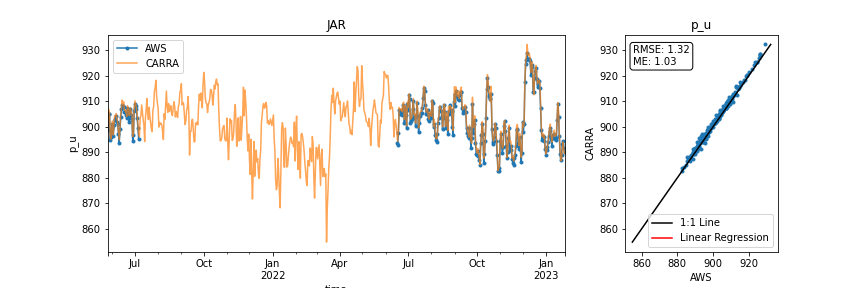 JAR
p_u
AWS
CARRA
930
920
910
900
890
880
870
860
Jul
Oct
Jan
2022
Apr
Jul
Oct
Jan
2023
time
p_u
RMSE: 1.32
ME: 1.03
CARRA
930
920
910
900
890
880
870
860
1:1 Line
Linear Regression
860
880
900
920
AWS